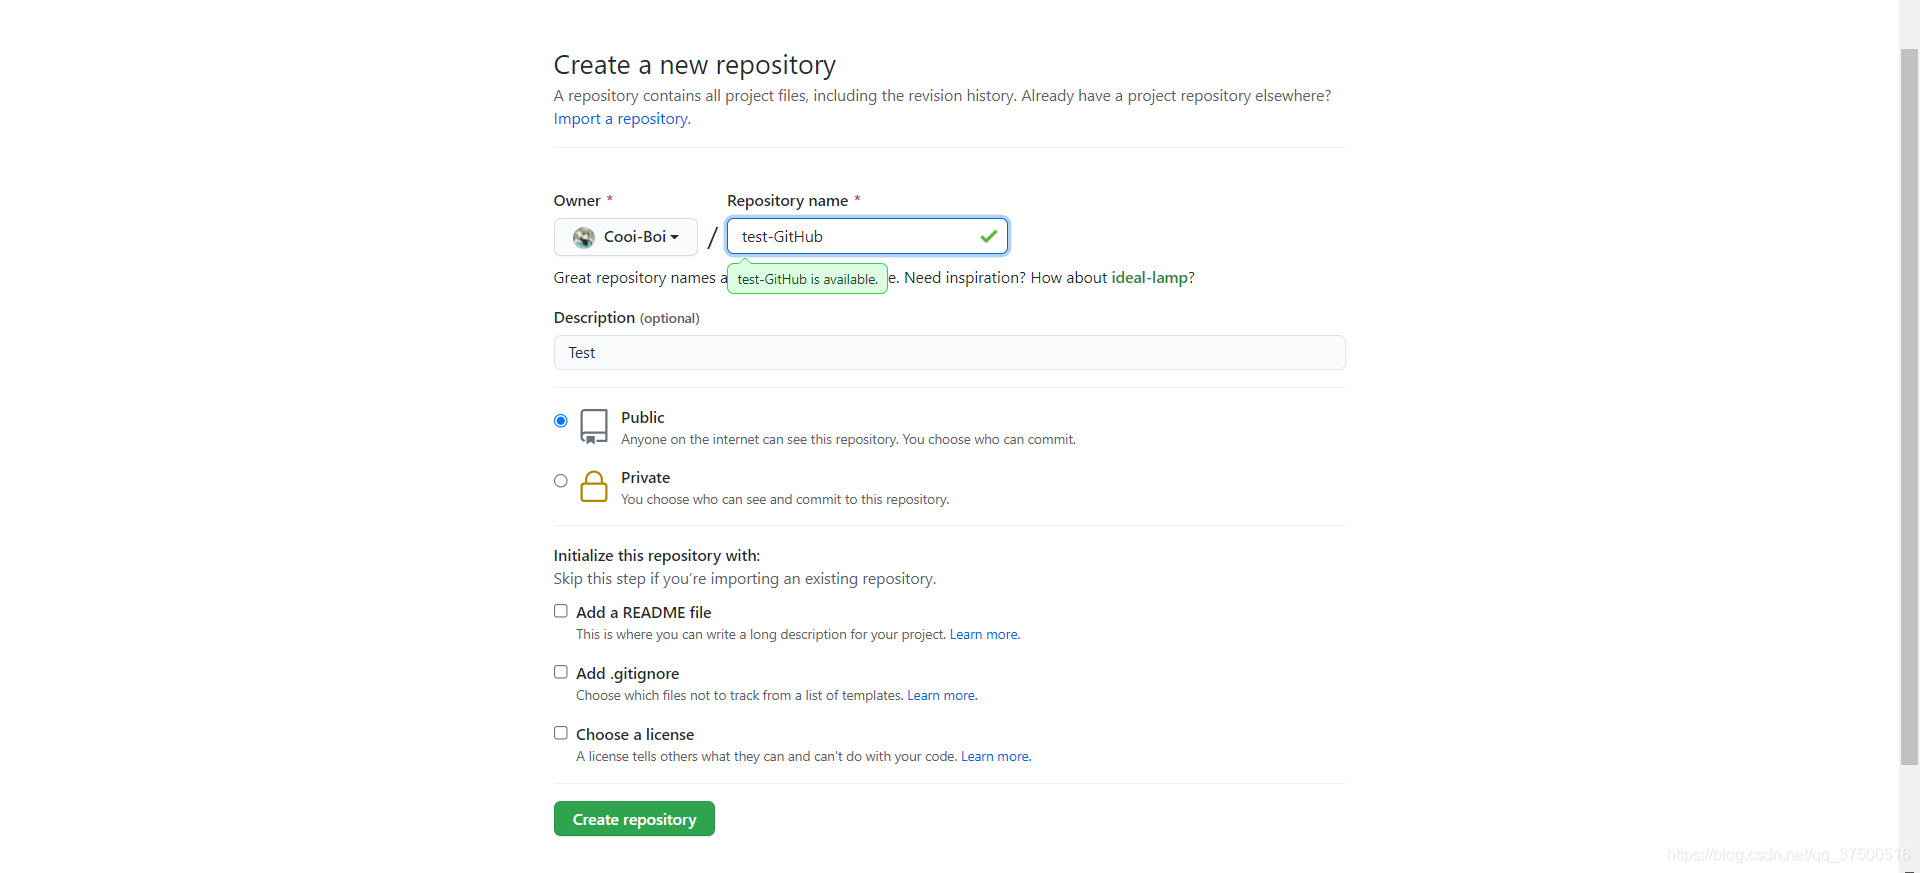 Create a new repository
A repository contains all project files, including the revision history. Already have a project repository elsewhere?
Import a repository.
Owner *
Repository name *
Cooi-Boi
/
test-GitHub
Great repository names a
test-GitHub is available.
e. Need inspiration? How about ideal-lamp?
Description (optional)
Test
Public
Anyone on the internet can see this repository. You choose who can commit.
Private
You choose who can see and commit to this repository.
Initialize this repository with:
Skip this step if you’re importing an existing repository.
Add a README file
This is where you can write a long description for your project. Learn more.
Add .gitignore
Choose which files not to track from a list of templates. Learn more.
Choose a license
A license tells others what they can and can't do with your code. Learn more.
Create repository
https://blog.csdn.net/qq_37500516